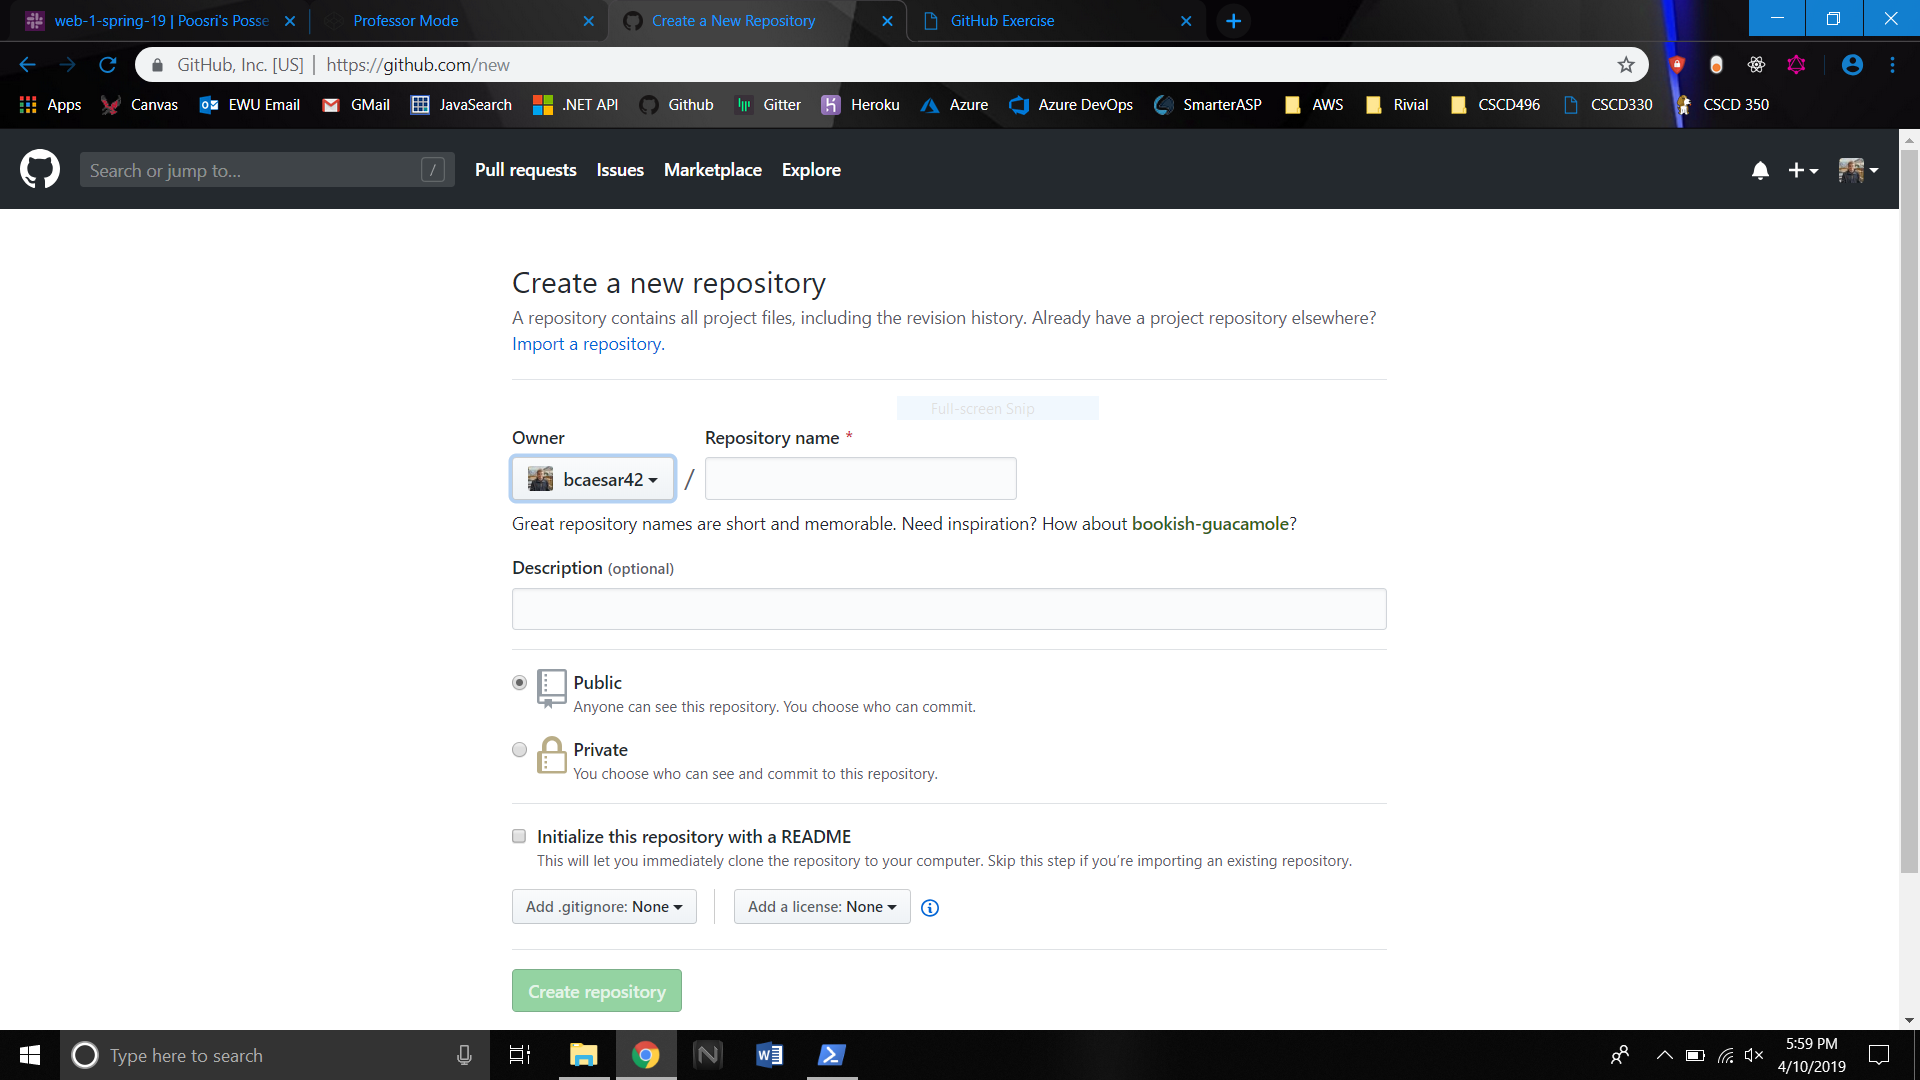 web-1-spring-19 | Poosri's Posse
Professor Mode
Create a New Repository
GitHub Exercise
GitHub, Inc. [US] | https://github.com/new
Apps
Canvas
EWU Email
GMail
JavaSearch
.NET API
Github
Gitter
Heroku
Azure
Azure DevOps
SmarterASP
AWS
Rivial
CSCD496
CSCD330
CSCD 350
Search or jump to...
/
Pull requests
Issues
Marketplace
Explore
Create a new repository
A repository contains all project files, including the revision history. Already have a project repository elsewhere?
Import a repository.
Full-screen Snip
Owner
Repository name *
bcaesar42
/
Great repository names are short and memorable. Need inspiration? How about bookish-guacamole?
Description (optional)
Public
Anyone can see this repository. You choose who can commit.
Private
You choose who can see and commit to this repository.
Initialize this repository with a README
This will let you immediately clone the repository to your computer. Skip this step if you're importing an existing repository.
Add .gitignore: None
Add a license: None
Create repository
Type here to search
5:59 PM
4/10/2019